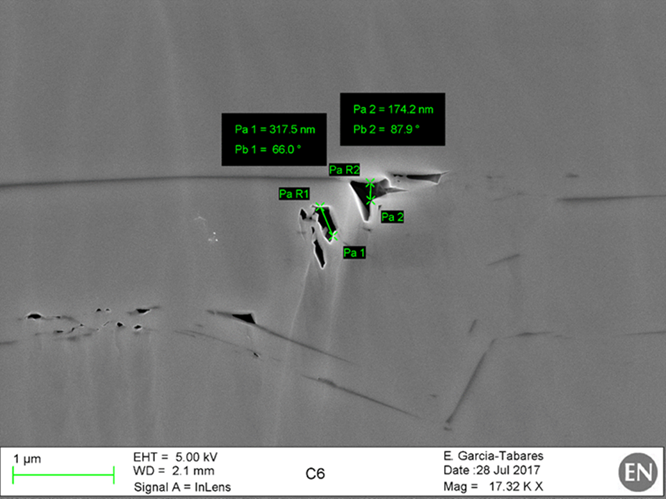 Pa 2 = 174.2 nm
Pb 2 = 87.9 °
Pa 1 = 317.5 nm
Pb 1 = 66.0 °
Pa R2
Pa R1
Pa 2
Pa 1
1 µm
EHT = 5.00 kV
WD = 2.1 mm
Signal A = InLens
C6
E. Garcia-Tabares
Date :28 Jul 2017
Mag = 17.32 K X
EN